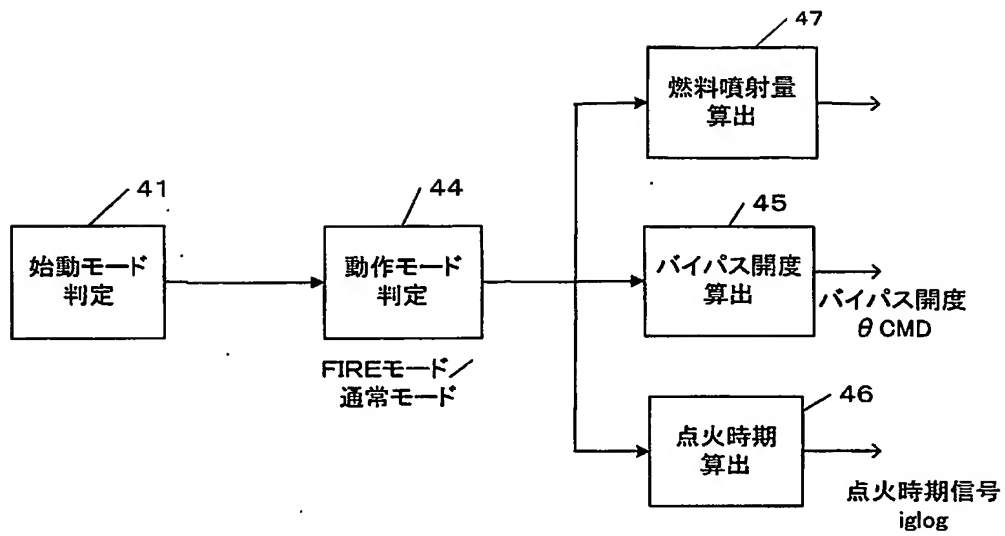 47
燃料噴射量
算出
41
始動モード
判定
44
動作モード
判定
FIREモード／
通常モード
45
バイパス開度
算出
バイパス開度
θ CMD
46
点火時期
算出
点火時期信号
iglog